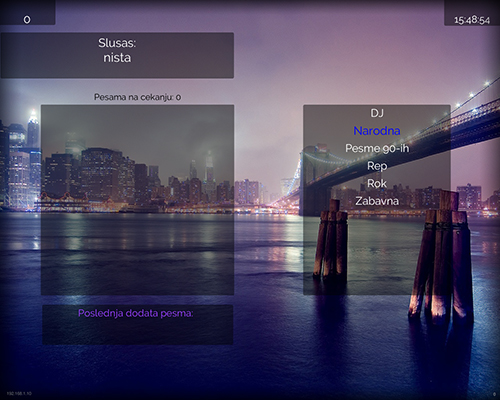 0
15:48:54
Slusas:
nista
Pesama na cekanju: 0
DJ
Narodna
Pesme 90-ih
Rep
Rok
Zabavna
Poslednja dodata pesma: